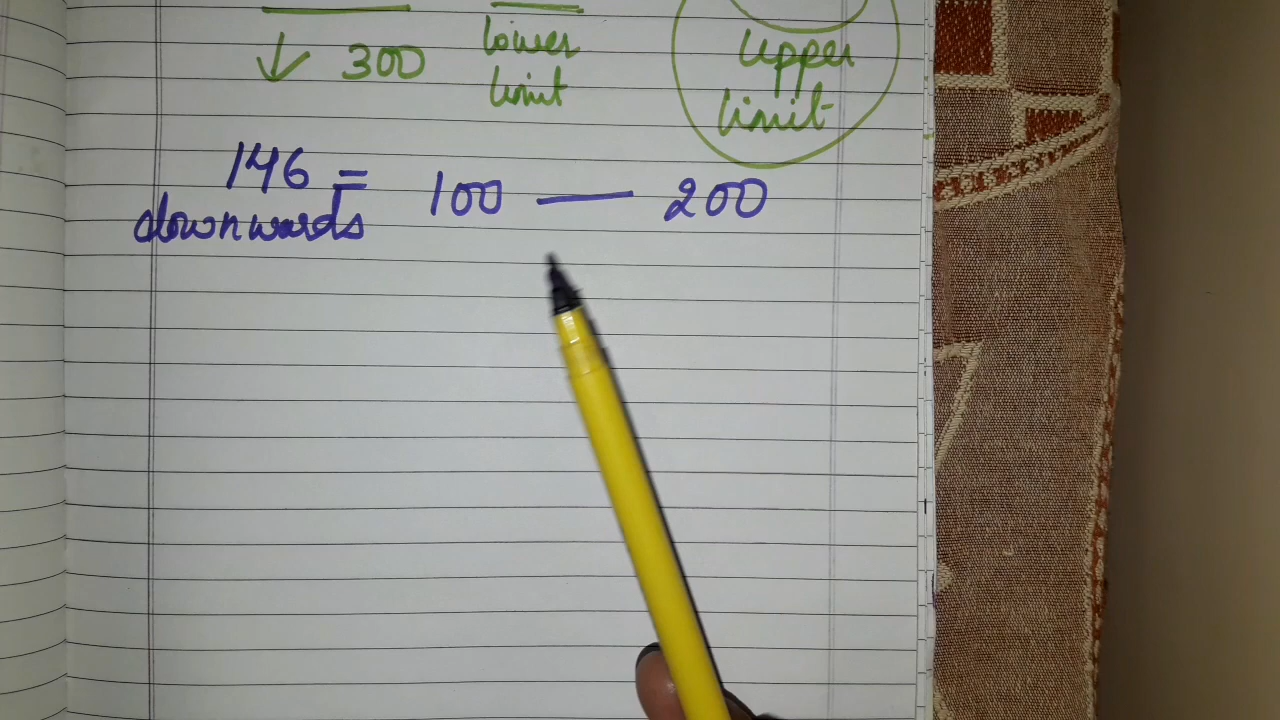 ↓ 300 lower upper
limit limit
146 = 100 — 200
downwards